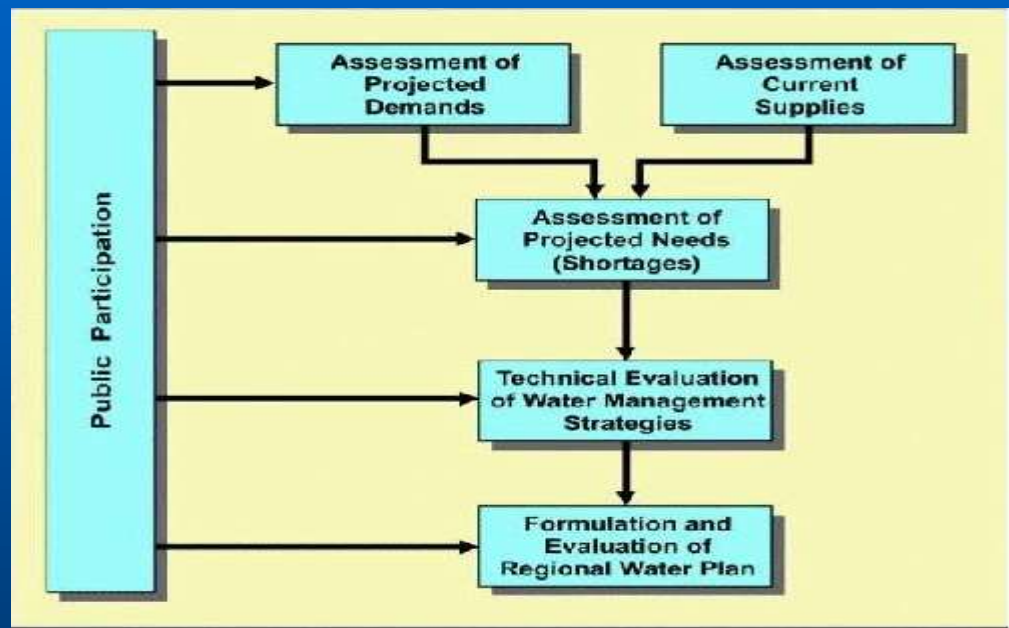 Public Participation
Assessment of
Projected
Demands
Assessment of
Current
Supplies
Assessment of
Projected Needs
(Shortages)
Technical Evaluation
of Water Management
Strategies
Formulation and
Evaluation of
Regional Water Plan